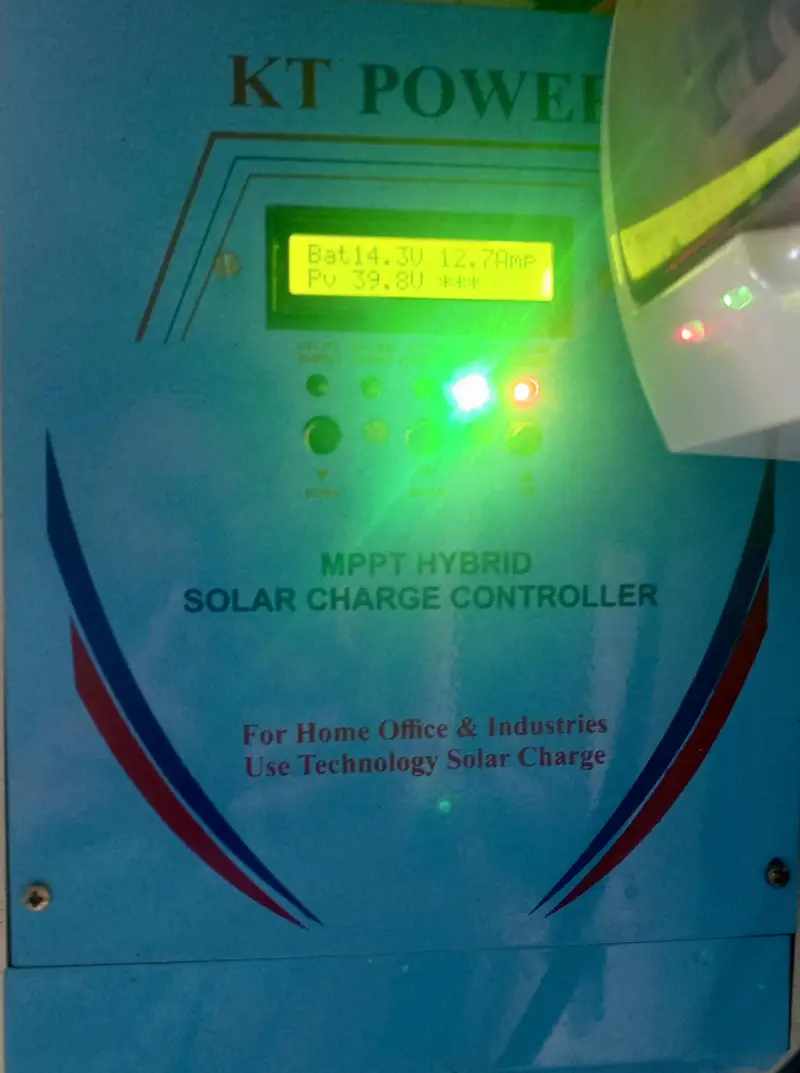 KT POWER
Bat14.3V 12.7Amp
Pv 39.8V ***
MPPT HYBRID
SOLAR CHARGE CONTROLLER
For Home Office & Industries
Use Technology Solar Charge